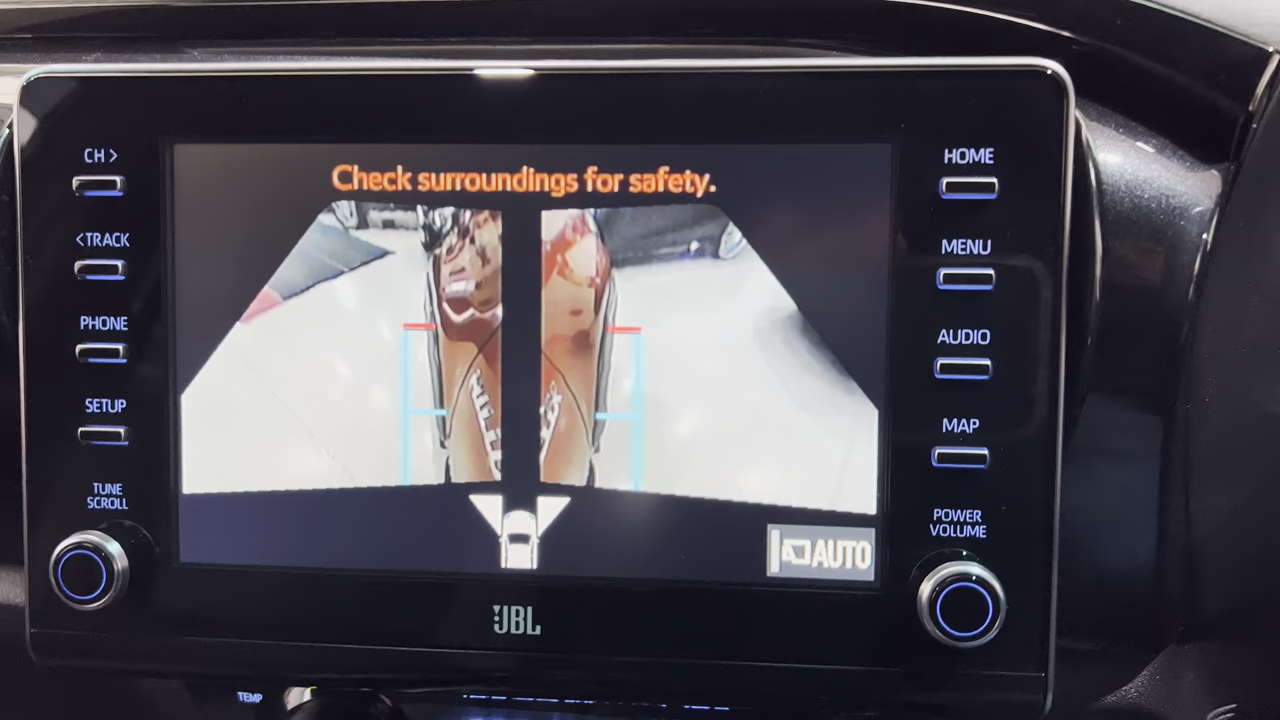 Check surroundings for safety.
CH >
< TRACK
PHONE
SETUP
TUNE
SCROLL
HOME
MENU
AUDIO
MAP
POWER
VOLUME
AUTO
JBL
TEMP